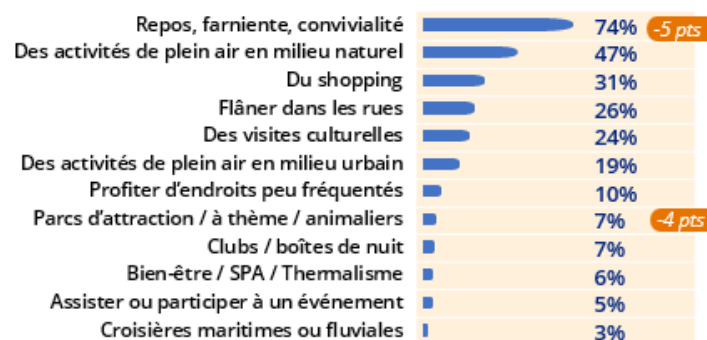 Repos, farniente, convivialité 74% -5 pts
Des activités de plein air en milieu naturel 47%
Du shopping 31%
Flâner dans les rues 26%
Des visites culturelles 24%
Des activités de plein air en milieu urbain 19%
Profiter d'endroits peu fréquentés 10%
Parcs d'attraction / à thème / animaliers 7% -4 pts
Clubs / boîtes de nuit 7%
Bien-être / SPA / Thermalisme 6%
Assister ou participer à un événement 5%
Croisières maritimes ou fluviales 3%